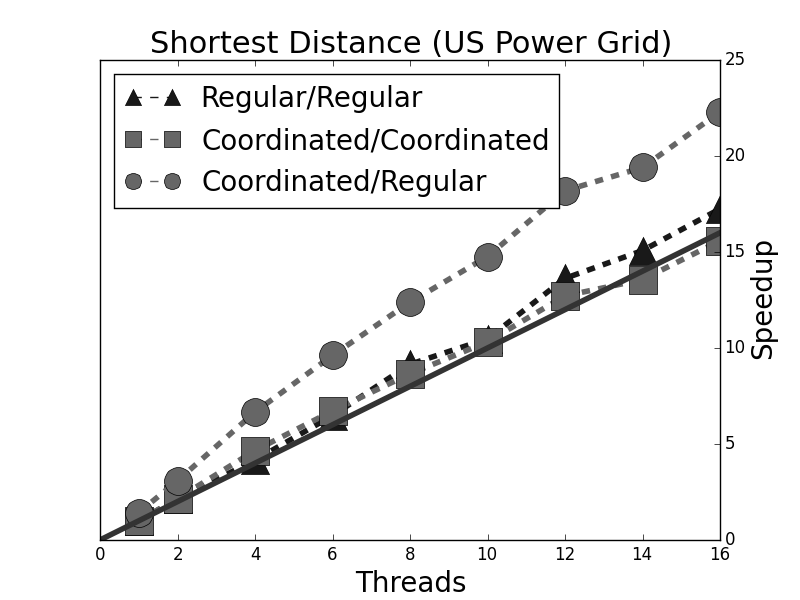 Shortest Distance (US Power Grid)
Regular/Regular
Coordinated/Coordinated
Coordinated/Regular
25
20
15
10
5
0
Speedup
0 2 4 6 8 10 12 14 16
Threads